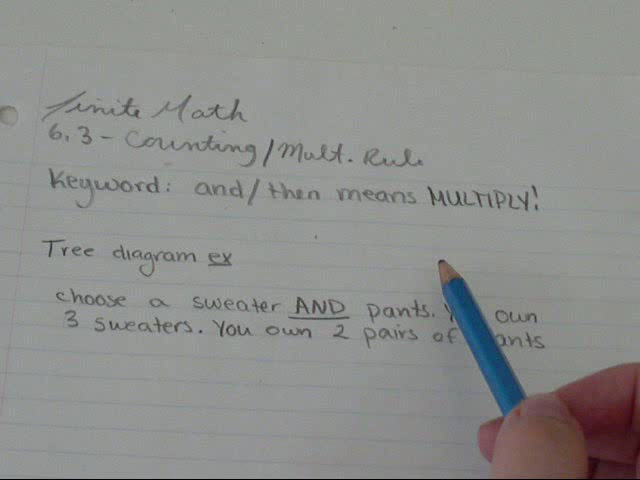 Finite Math
6.3 - Counting/Mult. Rule
Keyword: and/then means MULTIPLY!
Tree diagram ex
choose a sweater AND pants. own
3 sweaters. You own 2 pairs of